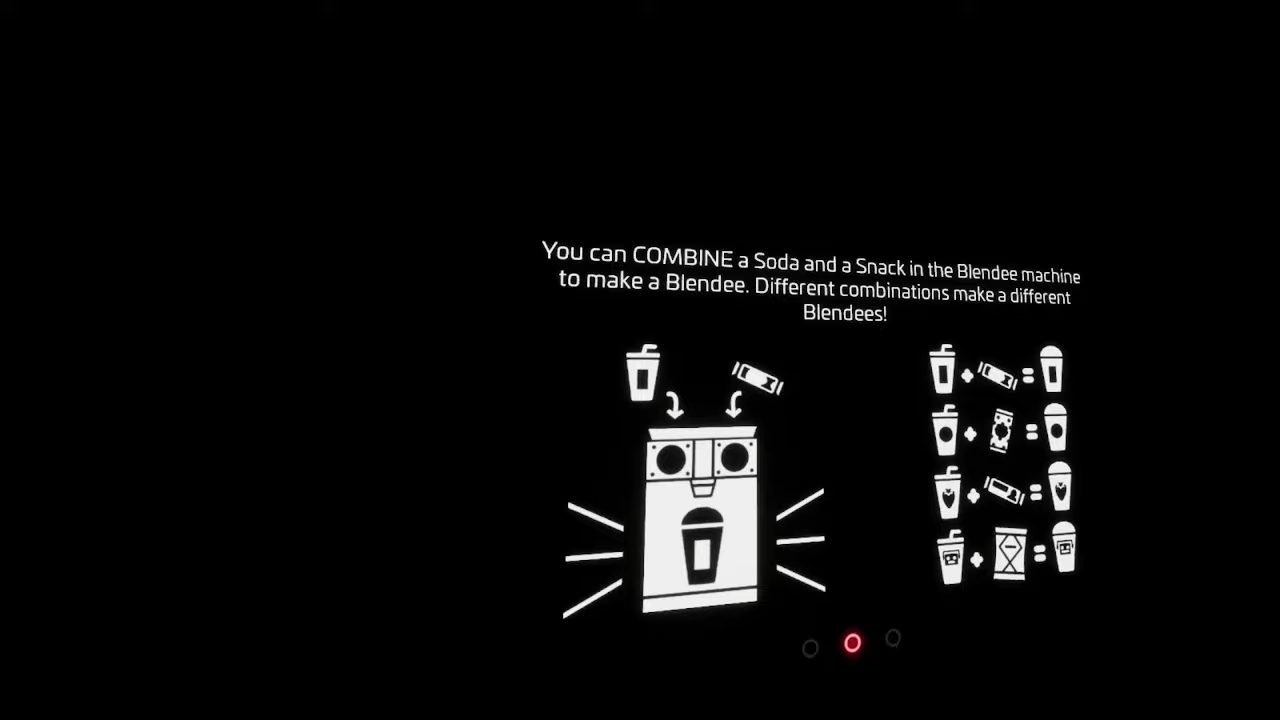 You can COMBINE a Soda and a Snack in the Blendee machine
to make a Blendee. Different combinations make a different
Blendees!